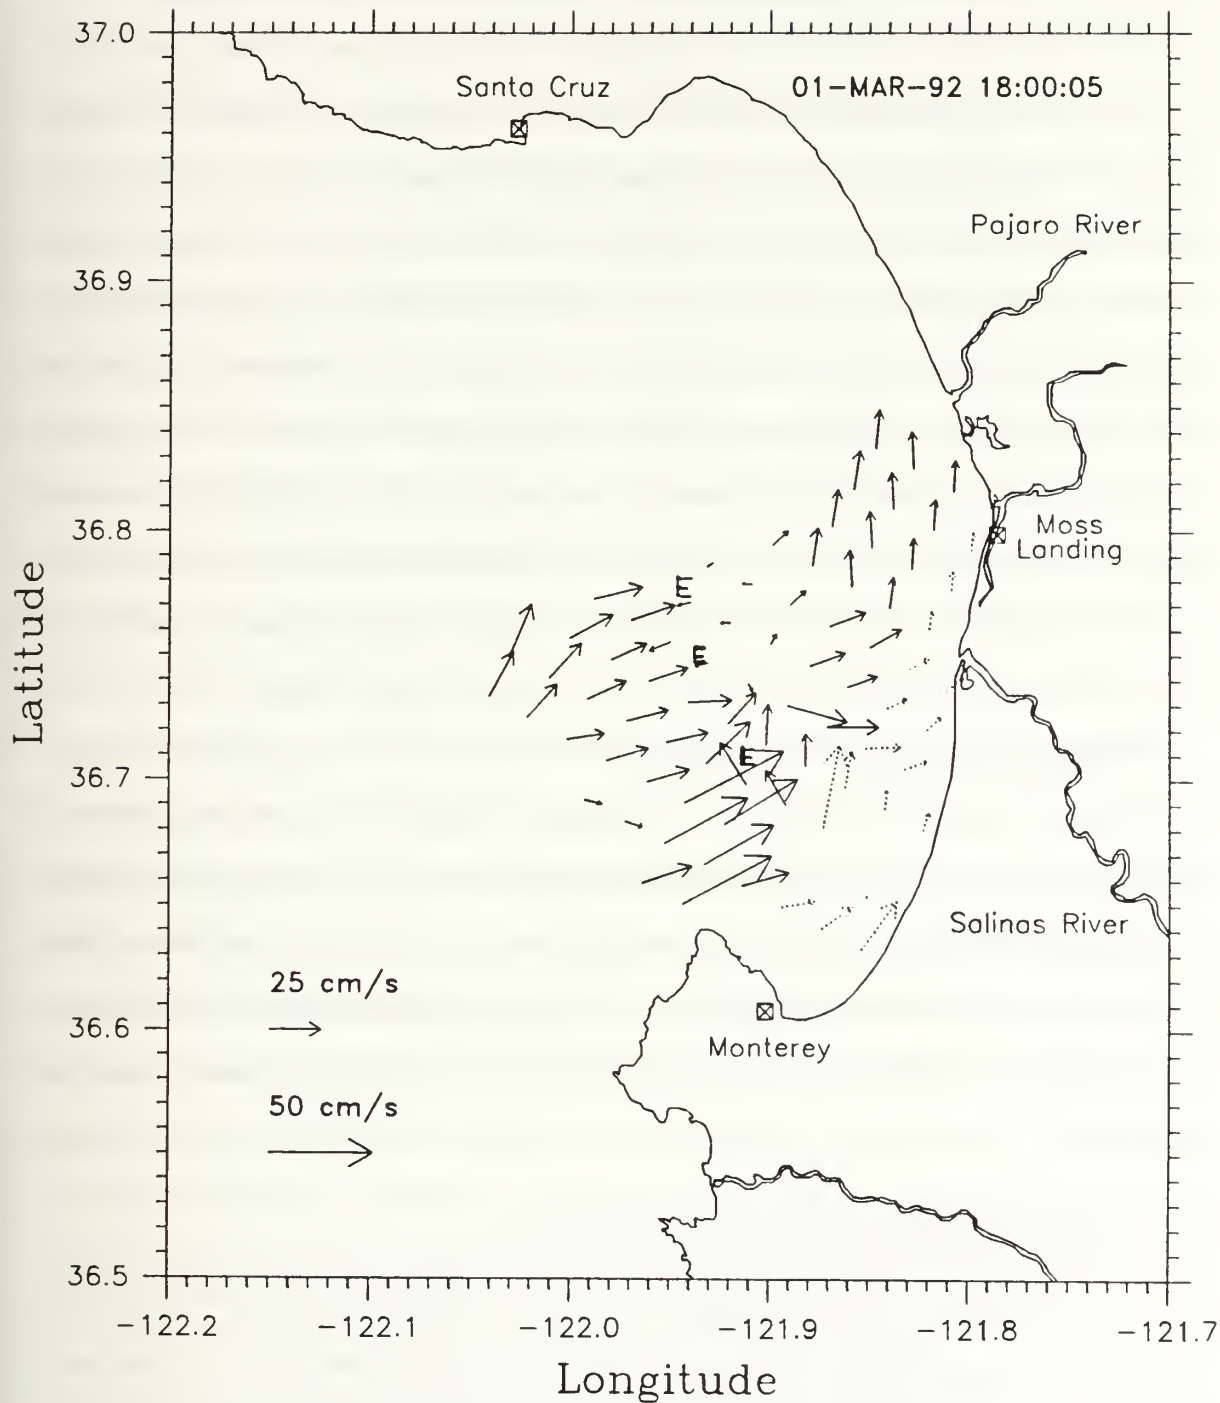 37.0
Santa Cruz
01-MAR-92 18:00:05
Pajaro River
36.9
36.8
Moss
Landing
E
E
E
Latitude
36.7
Salinas River
25 cm/s
36.6
Monterey
50 cm/s
36.5
-122.2
-122.1
-122.0
-121.9
-121.8
-121.7
Longitude